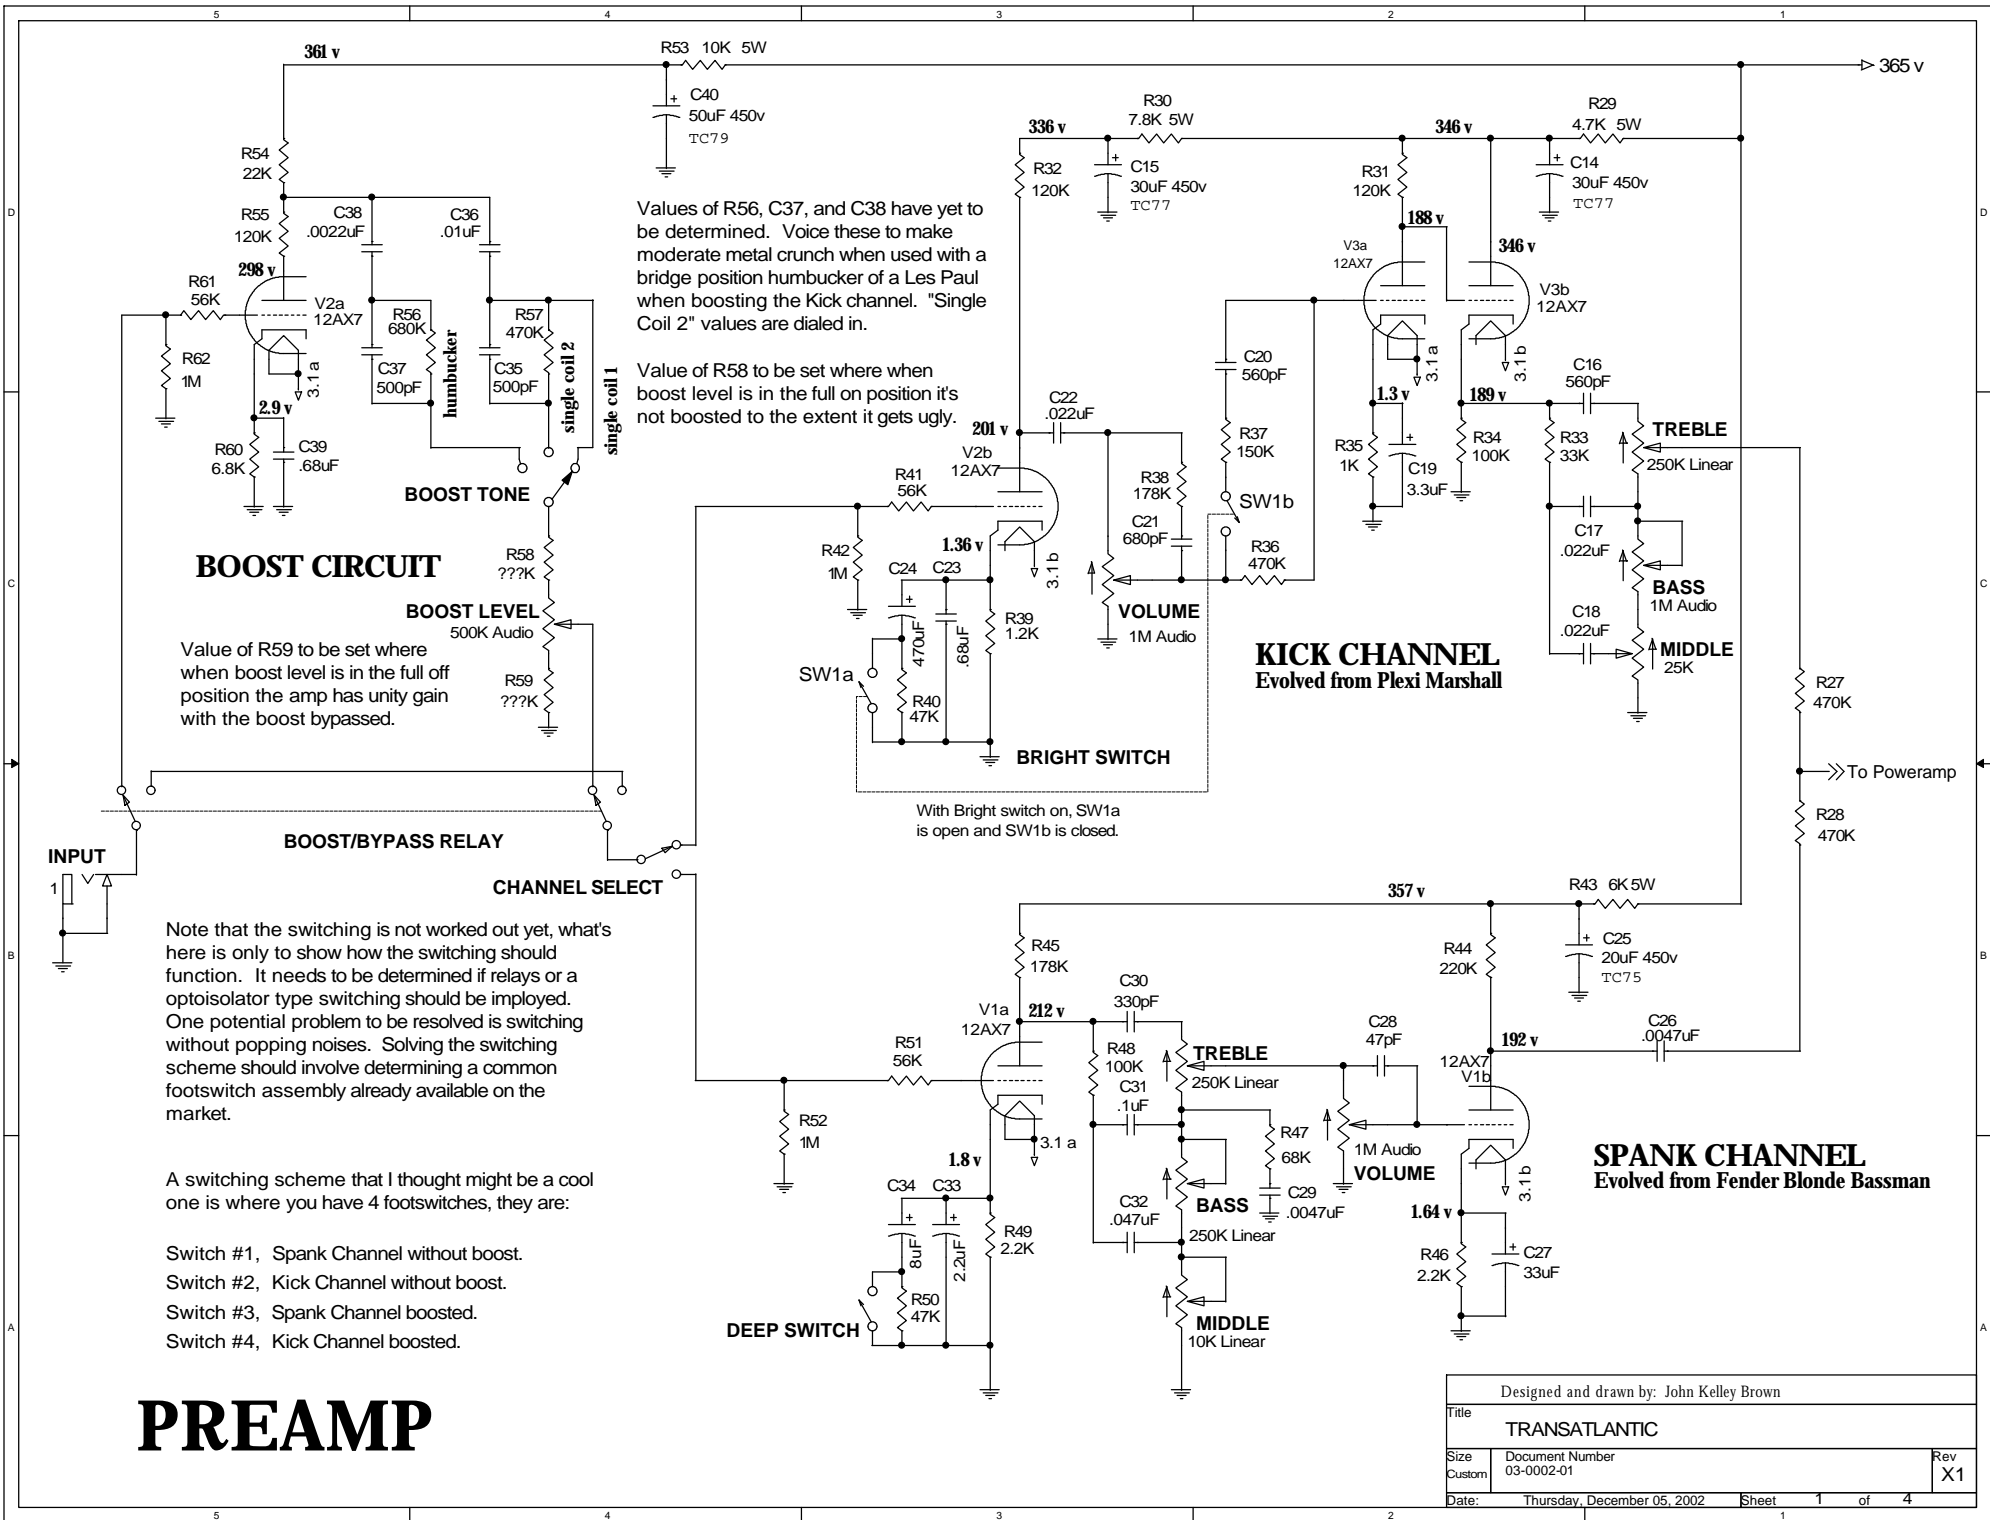 5 4 3 2 1
361 v
R53 10K 5W
365 v
C40
50uF 450v
TC79
R54
22K
R55
120K
C38
.0022uF
C36
.01uF
298 v
R61
56K
V2a
12AX7
R56
680K
R57
470K
humbucker
single coil 2
single coil 1
R62
1M
C37
500pF
C35
500pF
3.1 a
2.9 v
R60
6.8K
C39
.68uF
BOOST TONE
BOOST CIRCUIT
R58
???K
BOOST LEVEL
500K Audio
R59
???K
Value of R59 to be set where
when boost level is in the full off
position the amp has unity gain
with the boost bypassed.
Values of R56, C37, and C38 have yet to
be determined. Voice these to make
moderate metal crunch when used with a
bridge position humbucker of a Les Paul
when boosting the Kick channel. "Single
Coil 2" values are dialed in.
Value of R58 to be set where when
boost level is in the full on position it's
not boosted to the extent it gets ugly.
336 v
R30
7.8K 5W
346 v
R29
4.7K 5W
R32
120K
C15
30uF 450v
TC77
R31
120K
C14
30uF 450v
TC77
188 v
346 v
V3a
12AX7
V3b
12AX7
3.1 a
3.1 b
C20
560pF
C16
560pF
1.3 v
189 v
C22
.022uF
201 v
V2b
12AX7
R37
150K
R35
1K
C19
3.3uF
R34
100K
R33
33K
TREBLE
250K Linear
R41
56K
R38
178K
SW1b
C21
680pF
C17
.022uF
R42
1M
1.36 v
3.1 b
R36
470K
C24
470uF
C23
.68uF
R39
1.2K
VOLUME
1M Audio
BASS
1M Audio
C18
.022uF
MIDDLE
25K
SW1a
R40
47K
KICK CHANNEL
Evolved from Plexi Marshall
BRIGHT SWITCH
With Bright switch on, SW1a
is open and SW1b is closed.
R27
470K
To Poweramp
R28
470K
INPUT
1
BOOST/BYPASS RELAY
CHANNEL SELECT
Note that the switching is not worked out yet, what's
here is only to show how the switching should
function. It needs to be determined if relays or a
optoisolator type switching should be imployed.
One potential problem to be resolved is switching
without popping noises. Solving the switching
scheme should involve determining a common
footswitch assembly already available on the
market.
A switching scheme that I thought might be a cool
one is where you have 4 footswitches, they are:
Switch #1, Spank Channel without boost.
Switch #2, Kick Channel without boost.
Switch #3, Spank Channel boosted.
Switch #4, Kick Channel boosted.
PREAMP
357 v
R43 6K 5W
R45
178K
R44
220K
C25
20uF 450v
TC75
V1a
12AX7
212 v
C30
330pF
R51
56K
R48
100K
TREBLE
250K Linear
C28
47pF
192 v
C26
.0047uF
12AX7
V1b
C31
.1uF
R52
1M
3.1 a
R47
68K
1M Audio
VOLUME
1.8 v
C34
8uF
C33
2.2uF
R49
2.2K
C32
.047uF
BASS
250K Linear
C29
.0047uF
3.1 b
1.64 v
R46
2.2K
C27
33uF
SPANK CHANNEL
Evolved from Fender Blonde Bassman
DEEP SWITCH
R50
47K
MIDDLE
10K Linear
Designed and drawn by: John Kelley Brown
Title
TRANSATLANTIC
Size
Custom
Document Number
03-0002-01
Rev
X1
Date: Thursday, December 05, 2002 Sheet 1 of 4
D D
C C
B B
A A
5 4 3 2 1